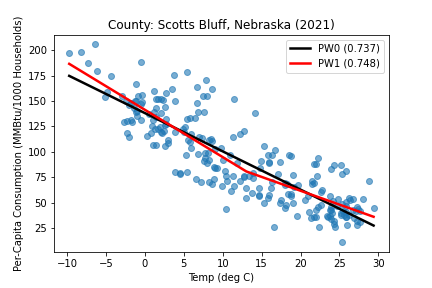 County: Scotts Bluff, Nebraska (2021)
PW0 (0.737)
PW1 (0.748)
Per-Capita Consumption (MMBtu/1000 Households)
200
175
150
125
100
75
50
25
−10 −5 0 5 10 15 20 25 30
Temp (deg C)